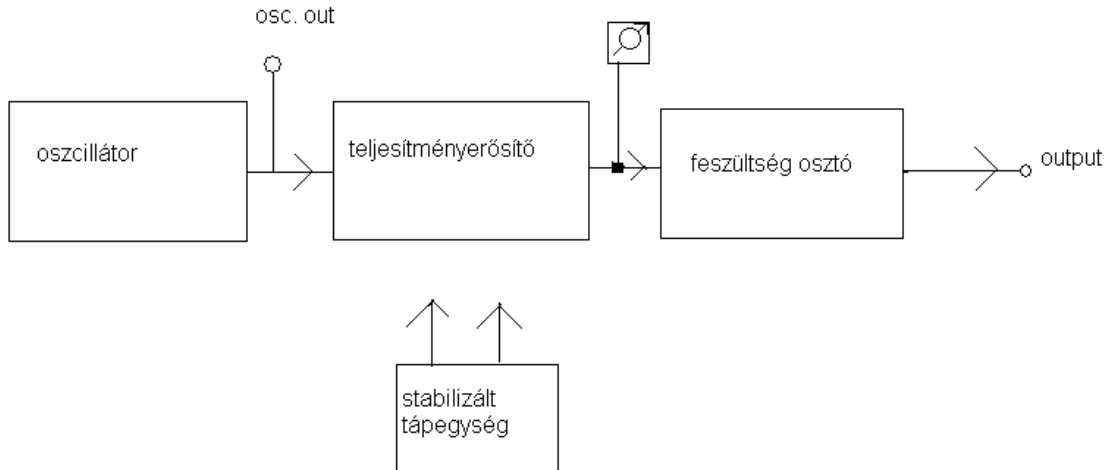 osc. out
oszcillátor
teljesítményerősítő
feszültség osztó
output
stabilizált
tápegység